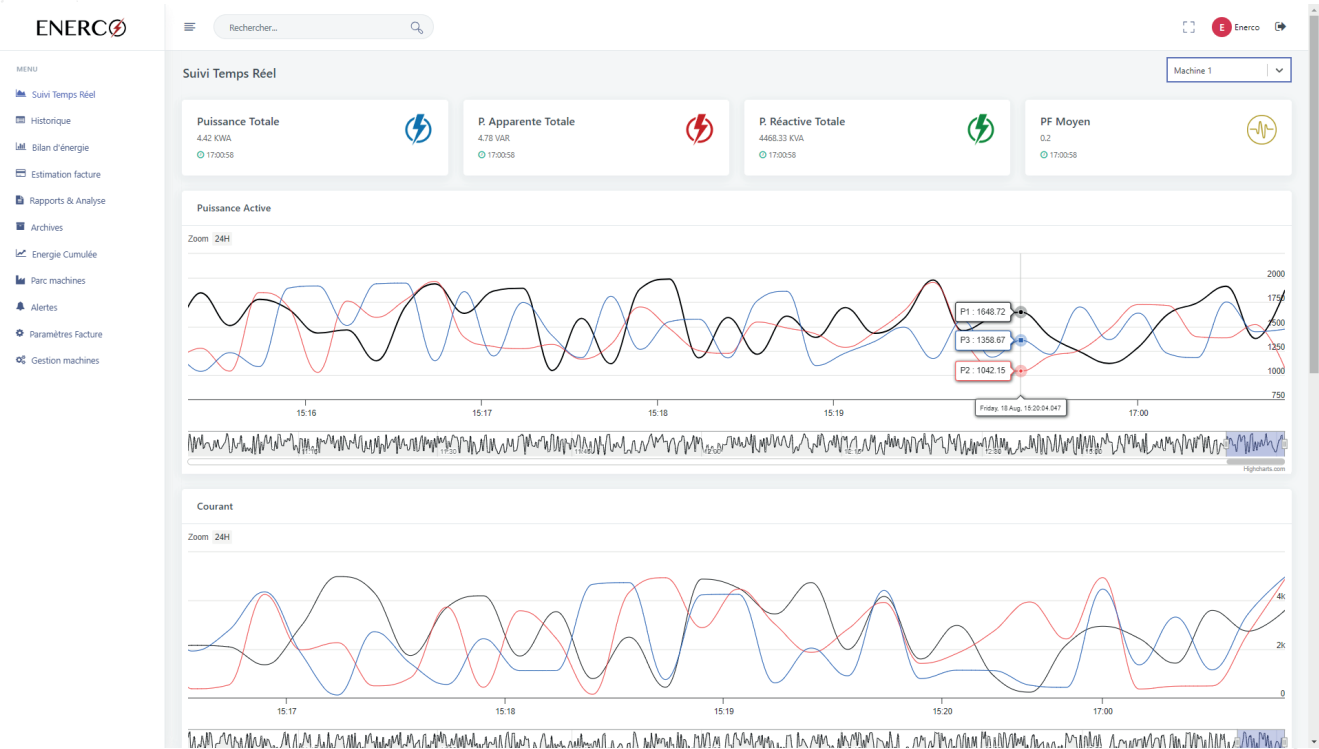 ENERCO
Rechercher...
E Enerco
MENU
Suivi Temps Réel
Historique
Bilan d'énergie
Estimation facture
Rapports & Analyse
Archives
Energie Cumulée
Parc machines
Alertes
Paramètres Facture
Gestion machines
Suivi Temps Réel
Machine 1
Puissance Totale
4.42 KWA
17:00:58
P. Apparente Totale
4.78 VAR
17:00:58
P. Réactive Totale
4468.33 KVA
17:00:58
PF Moyen
0.2
17:00:58
Puissance Active
Zoom 24H
2000
1750
1500
1250
1000
750
P1 : 1648.72
P3 : 1358.67
P2 : 1042.15
Friday, 18 Aug, 15:20:04.047
15:16 15:17 15:18 15:19 17:00
11:30
Highcharts.com
Courant
Zoom 24H
4k
2k
0
15:17 15:18 15:19 15:20 17:00